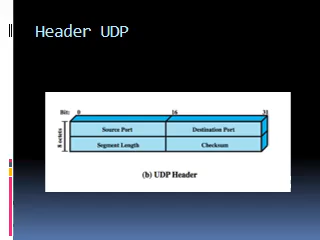 Header UDP
Bit: 0 16 31
8 octets
Source Port Destination Port
Segment Length Checksum
(b) UDP Header